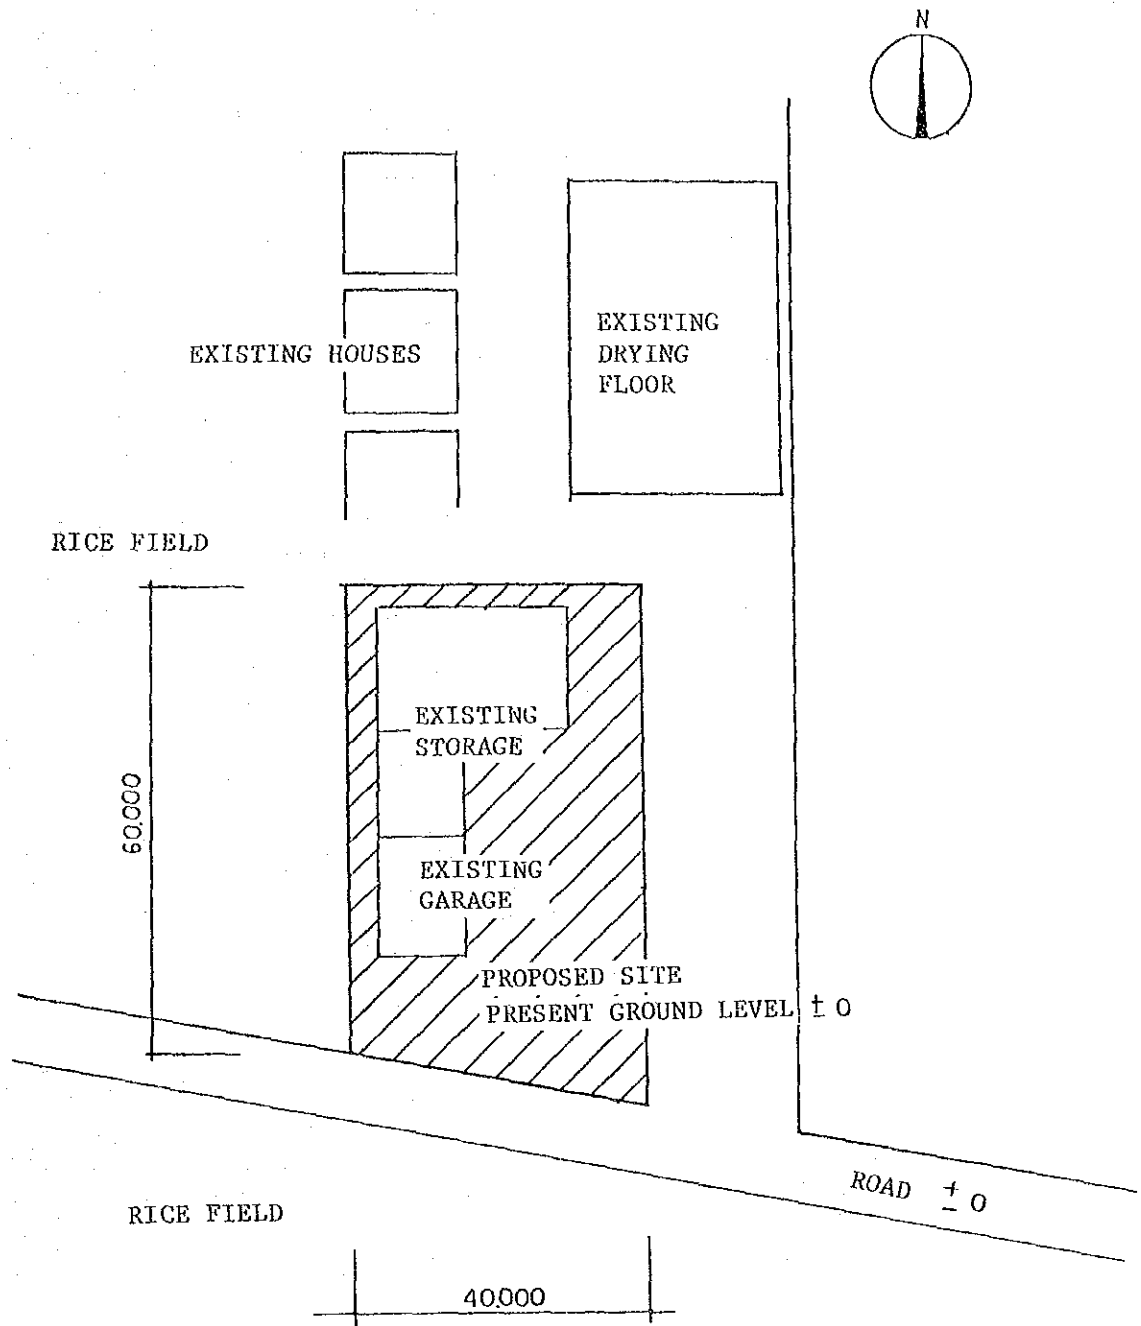 N
EXISTING
DRYING
FLOOR
EXISTING HOUSES
RICE FIELD
EXISTING
STORAGE
60.000
EXISTING
GARAGE
PROPOSED SITE
PRESENT GROUND LEVEL ± 0
ROAD ± 0
RICE FIELD
40.000